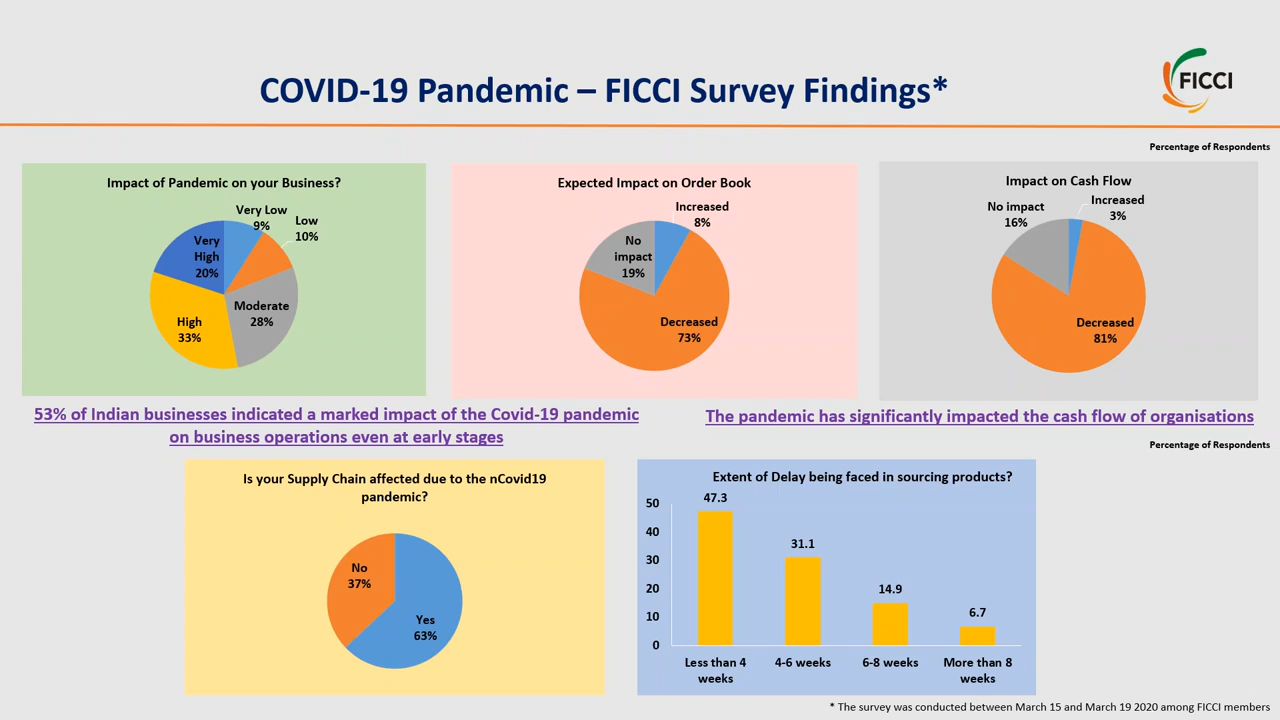 COVID-19 Pandemic – FICCI Survey Findings*
FICCI
Percentage of Respondents
Impact of Pandemic on your Business?
Very Low
9%
Low
10%
Very
High
20%
Moderate
28%
High
33%
Expected Impact on Order Book
Increased
8%
No
impact
19%
Decreased
73%
Impact on Cash Flow
No impact
16%
Increased
3%
Decreased
81%
53% of Indian businesses indicated a marked impact of the Covid-19 pandemic
on business operations even at early stages
The pandemic has significantly impacted the cash flow of organisations
Percentage of Respondents
Is your Supply Chain affected due to the nCovid19
pandemic?
No
37%
Yes
63%
Extent of Delay being faced in sourcing products?
50
40
30
20
10
0
47.3
31.1
14.9
6.7
Less than 4
weeks
4-6 weeks
6-8 weeks
More than 8
weeks
* The survey was conducted between March 15 and March 19 2020 among FICCI members